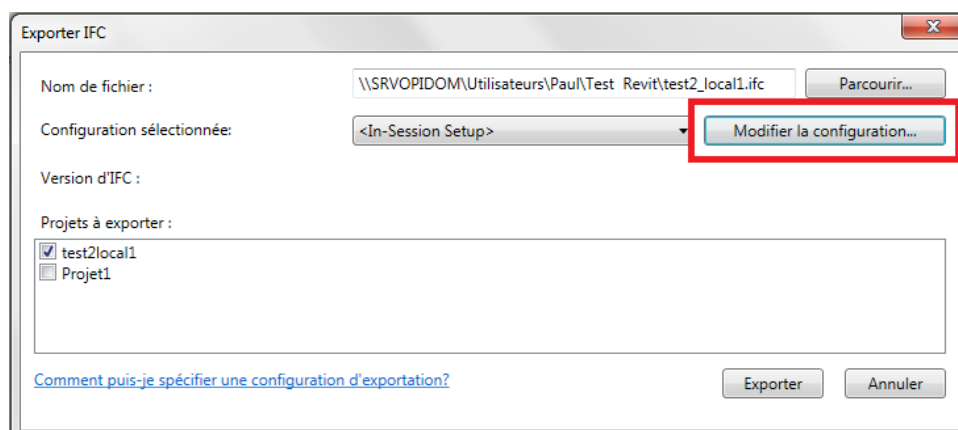 Exporter IFC
Nom de fichier : \\SRVOPIDOM\Utilisateurs\Paul\Test Revit\test2_local1.ifc Parcourir...
Configuration sélectionnée: <In-Session Setup> Modifier la configuration...
Version d'IFC :
Projets à exporter :
test2local1
Projet1
Comment puis-je spécifier une configuration d'exportation? Exporter Annuler